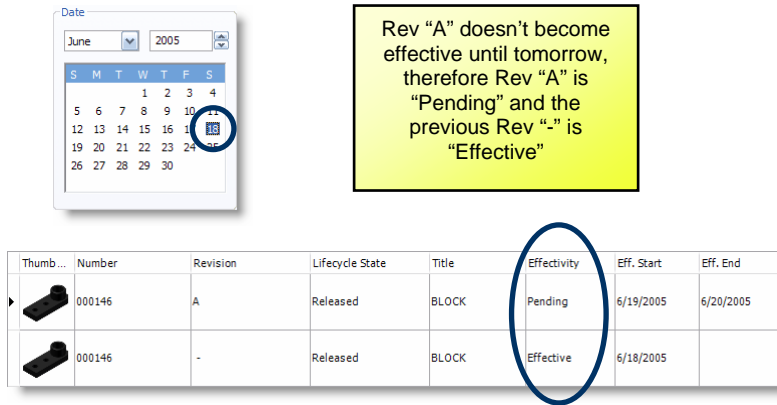 Date
June 2005
S M T W T F S
1 2 3 4
5 6 7 8 9 10 11
12 13 14 15 16 17 18
19 20 21 22 23 24 25
26 27 28 29 30
Rev “A” doesn’t become
effective until tomorrow,
therefore Rev “A” is
“Pending” and the
previous Rev “-” is
“Effective”
Thumb... Number Revision Lifecycle State Title Effectivity Eff. Start Eff. End
000146 A Released BLOCK Pending 6/19/2005 6/20/2005
000146 - Released BLOCK Effective 6/18/2005